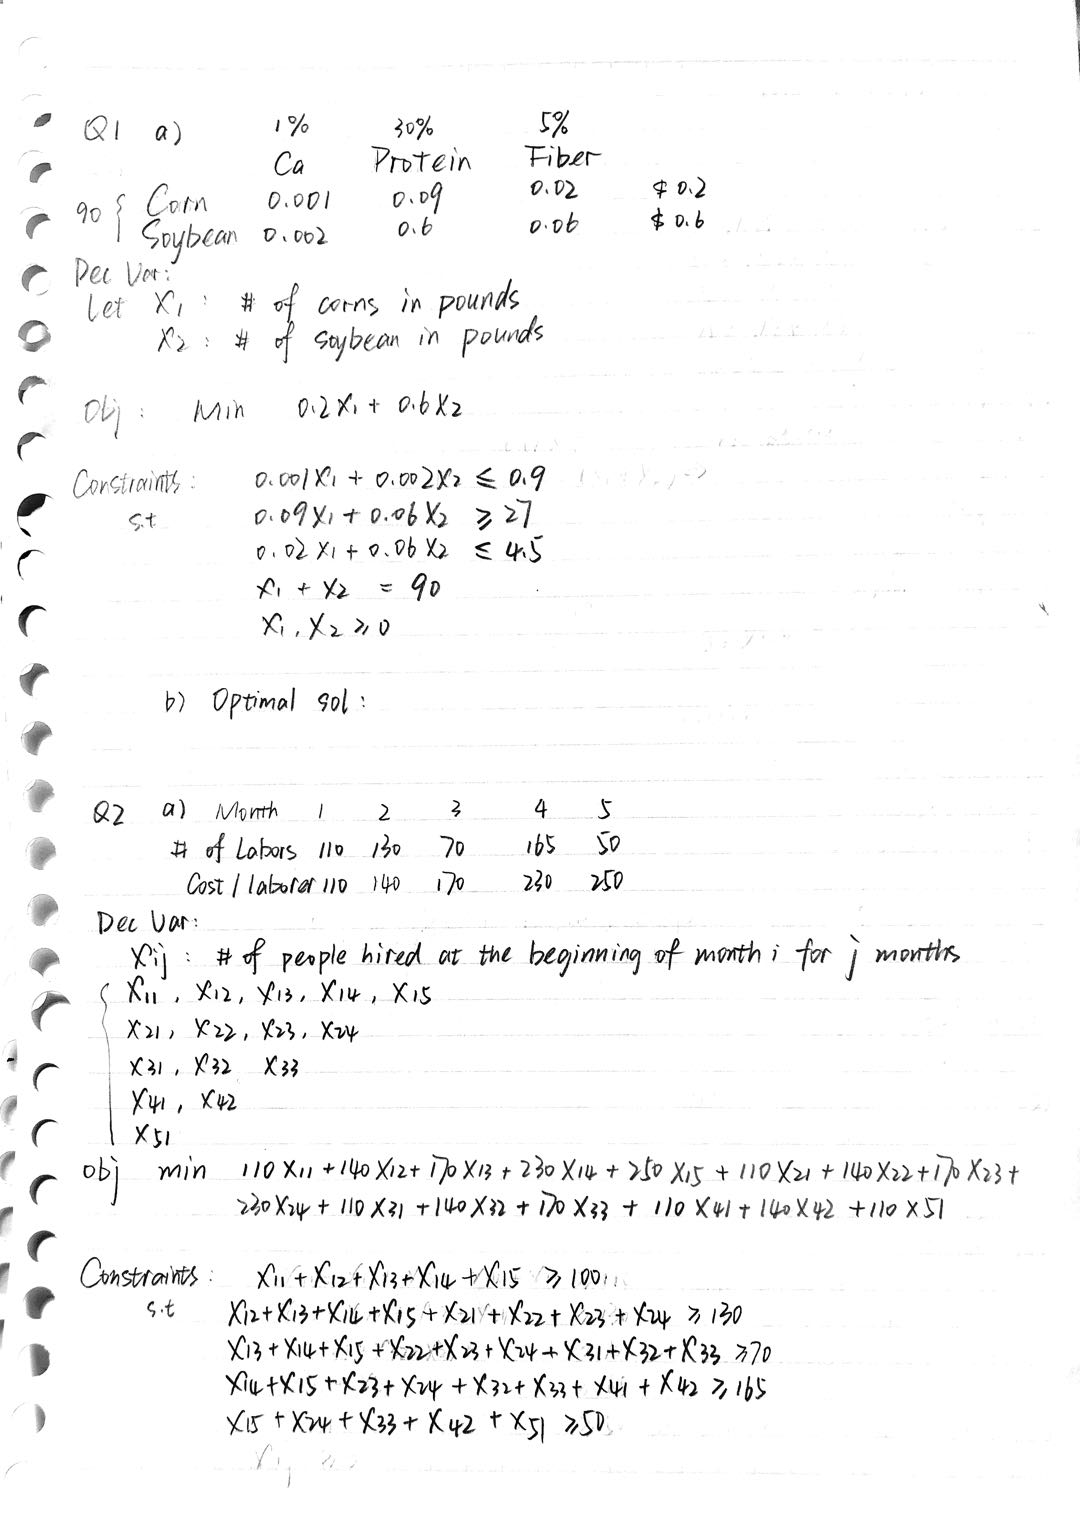 Q1 a) 1% 30% 5%
Ca Protein Fiber
90 { Corn 0.001 0.09 0.02 $0.2
Soybean 0.002 0.6 0.06 $0.6
Dec Var:
Let X1 : # of corns in pounds
X2 : # of soybean in pounds
Obj : Min 0.2X1 + 0.6X2
Constraints : 0.001X1 + 0.002X2 ≤ 0.9
s.t 0.09X1 + 0.06X2 ≥ 27
0.02X1 + 0.06X2 ≤ 4.5
X1 + X2 = 90
X1, X2 ≥ 0
b) Optimal sol :
Q2 a) Month 1 2 3 4 5
# of Labors 110 130 70 165 50
Cost / laborer 110 140 170 230 250
Dec Var:
Xij : # of people hired at the beginning of month i for j months
{ X11, X12, X13, X14, X15
X21, X22, X23, X24
X31, X32 X33
X41, X42
X51
obj min 110X11 + 140X12 + 170X13 + 230X14 + 250X15 + 110X21 + 140X22 + 170X23 +
230X24 + 110X31 + 140X32 + 170X33 + 110X41 + 140X42 + 110X51
Constraints : X11 + X12 + X13 + X14 + X15 ≥ 100
s.t X12 + X13 + X14 + X15 + X21 + X22 + X23 + X24 ≥ 130
X13 + X14 + X15 + X22 + X23 + X24 + X31 + X32 + X33 ≥ 70
X14 + X15 + X23 + X24 + X32 + X33 + X41 + X42 ≥ 165
X15 + X24 + X33 + X42 + X51 ≥ 50